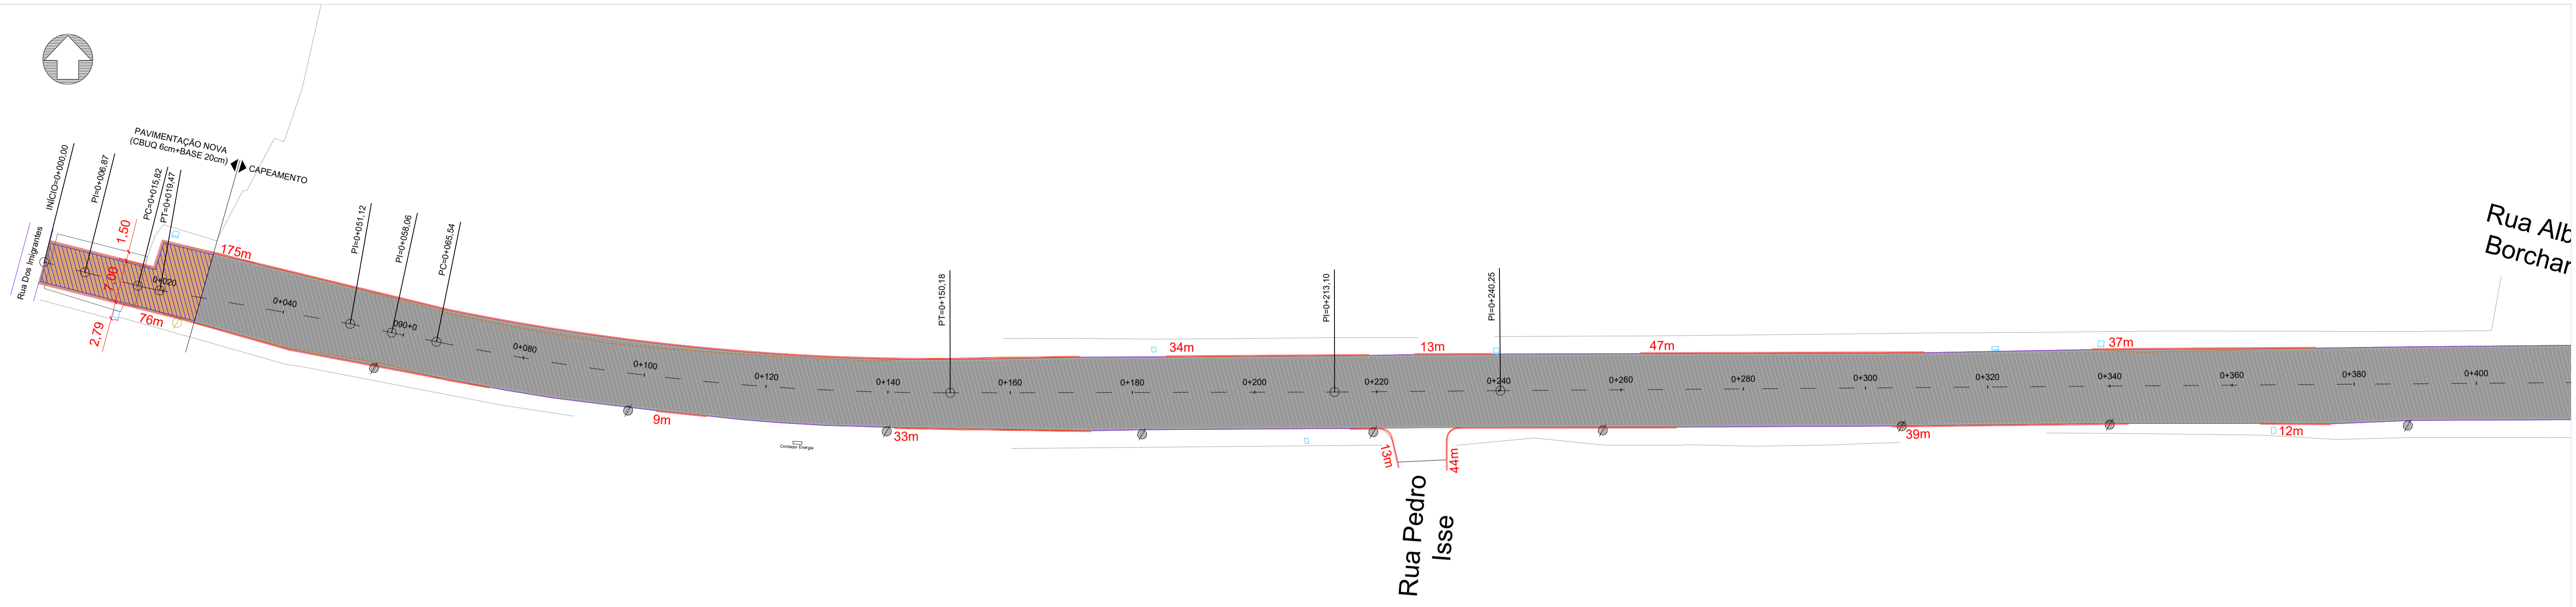 PAVIMENTAÇÃO NOVA
(CBUQ 6cm+BASE 20cm)
CAPEAMENTO
Rua Dos Imigrantes
INÍCIO=0+000,00
PI=0+006,87
PC=0+015,82
PT=0+019,47
PI=0+051,12
PI=0+058,06
PC=0+065,54
PT=0+150,18
PI=0+213,10
PI=0+240,25
1,50
7,00
2,79
175m
76m
0+020
0+040
0+060
0+080
0+100
0+120
0+140
0+160
0+180
0+200
0+220
0+240
0+260
0+280
0+300
0+320
0+340
0+360
0+380
0+400
34m
13m
47m
37m
9m
33m
13m
44m
39m
12m
Contador Energia
Rua Pedro
Isse
Rua Alb
Borchar